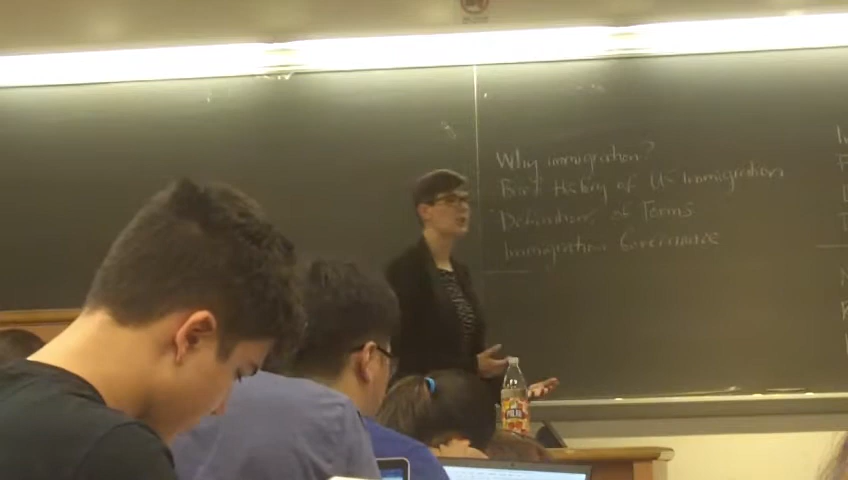 Why immigration?
Brief History of US Immigration
Definitions of Terms
Immigration Governance